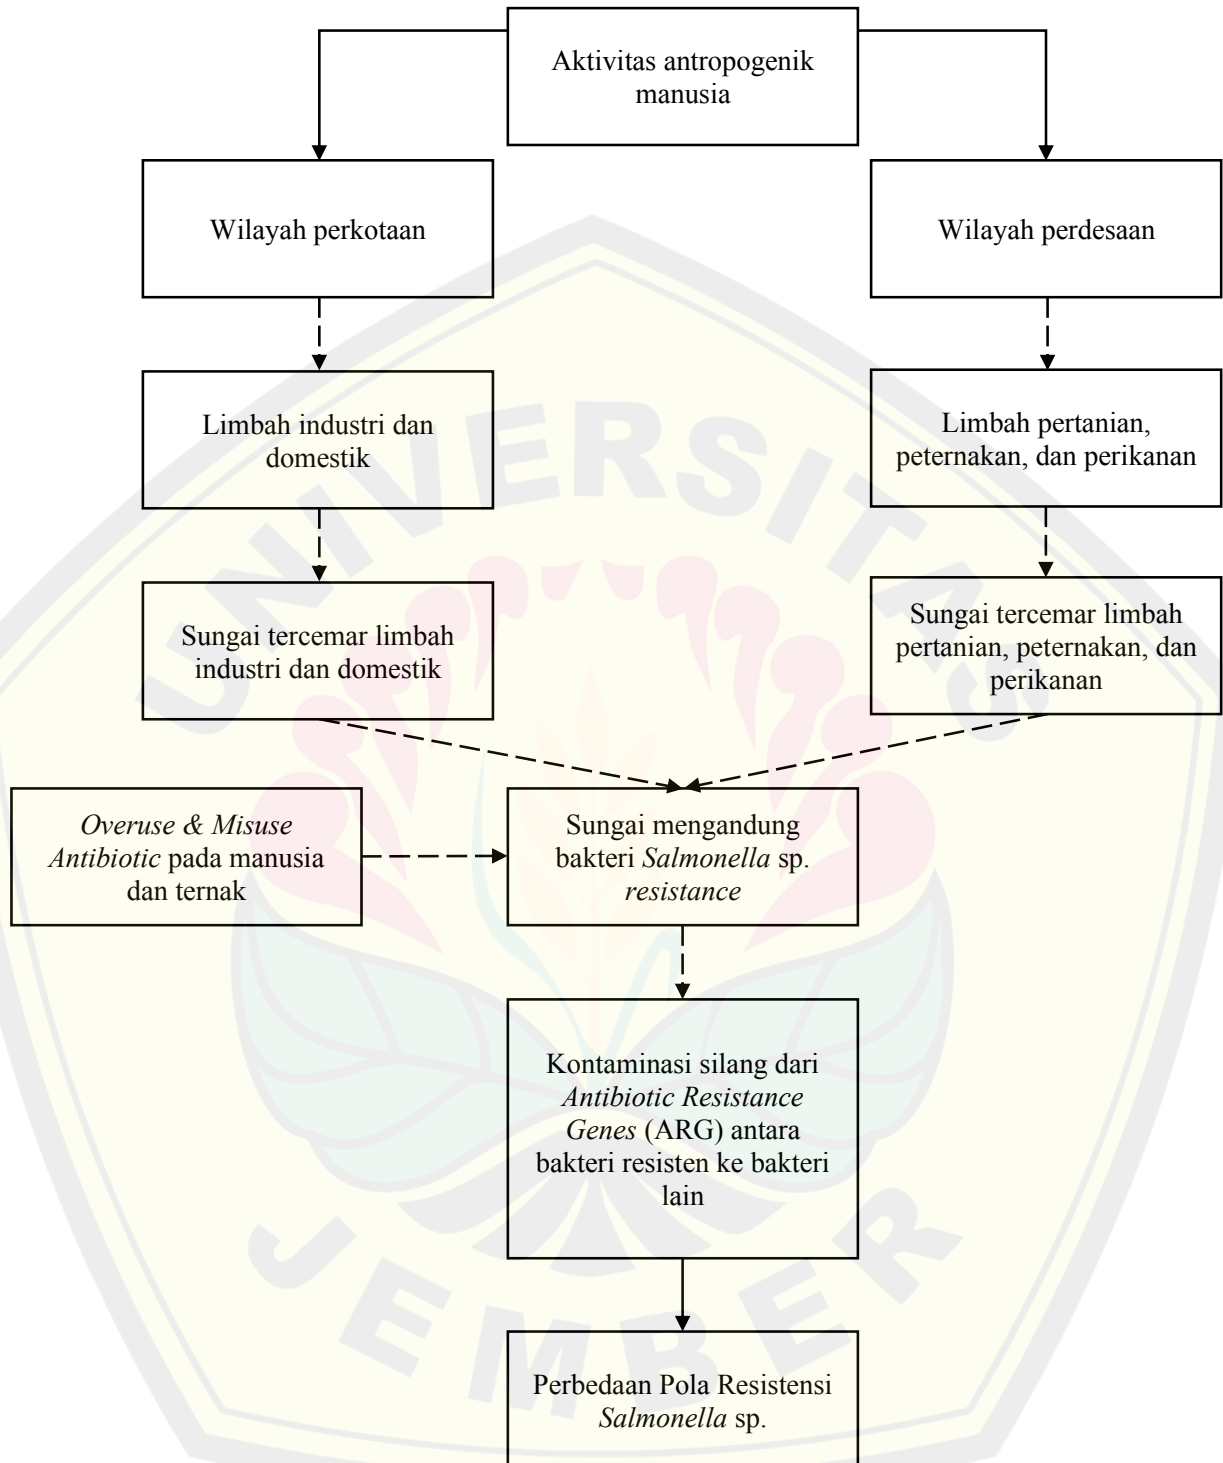 Aktivitas antropogenik
manusia
Wilayah perkotaan
Wilayah perdesaan
Limbah industri dan
domestik
Limbah pertanian,
peternakan, dan perikanan
Sungai tercemar limbah
industri dan domestik
Sungai tercemar limbah
pertanian, peternakan, dan
perikanan
Overuse & Misuse
Antibiotic pada manusia
dan ternak
Sungai mengandung
bakteri Salmonella sp.
resistance
Kontaminasi silang dari
Antibiotic Resistance
Genes (ARG) antara
bakteri resisten ke bakteri
lain
Perbedaan Pola Resistensi
Salmonella sp.
UNIVERSITAS
JEMBER